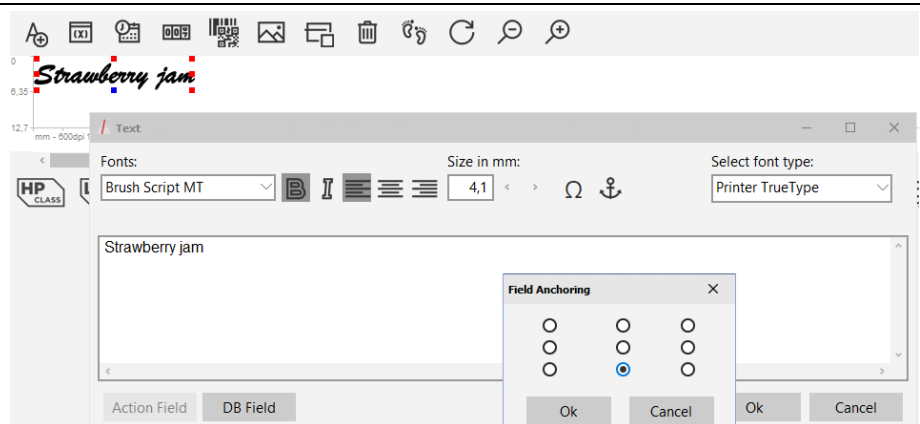 (X)
0
Strawberry jam
6,35
12,7
mm - 600dpi
Text
Fonts:
Size in mm:
Select font type:
HP
CLASS
Brush Script MT
B
I
4,1
Ω
Printer TrueType
Strawberry jam
Field Anchoring
Action Field
DB Field
Ok
Cancel
Ok
Cancel